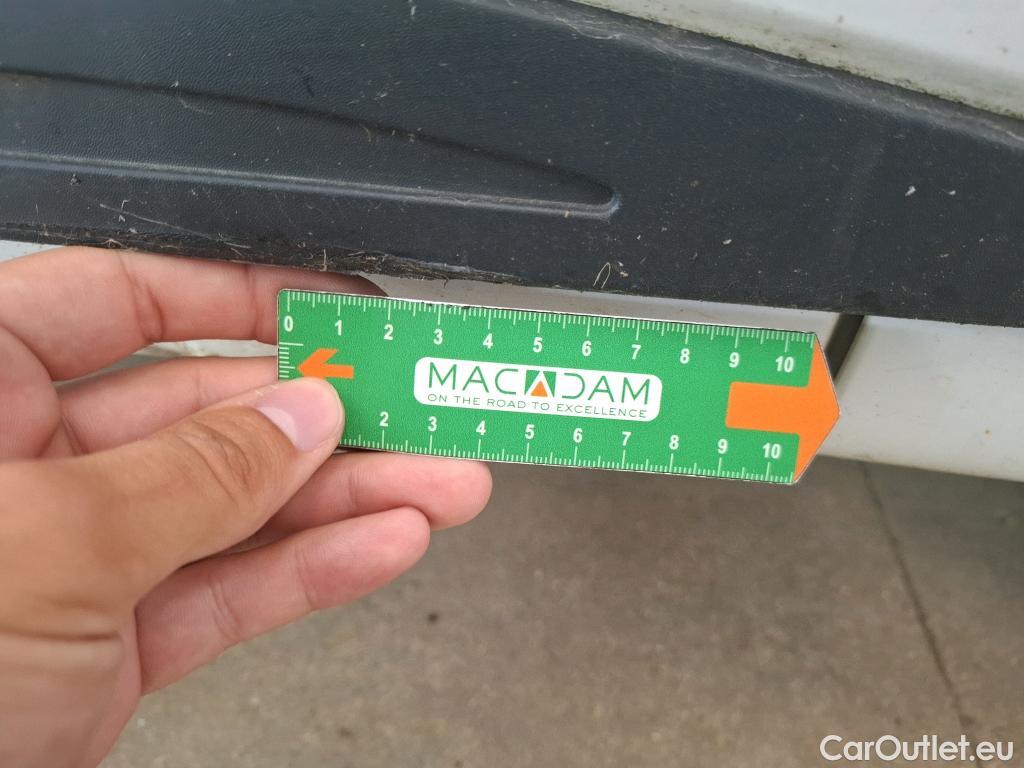 0 1 2 3 4 5 6 7 8 9 10
MACADAM
ON THE ROAD TO EXCELLENCE
2 3 4 5 6 7 8 9 10
CarOutlet.eu